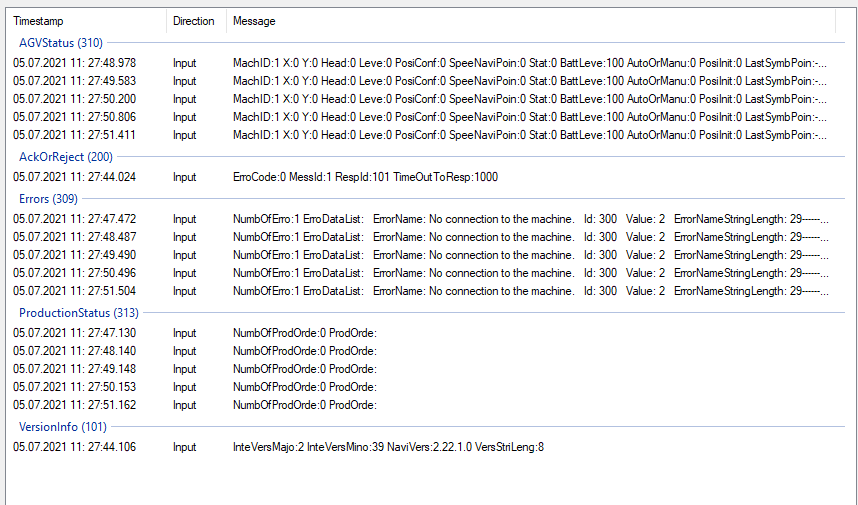 Timestamp Direction Message
AGVStatus (310)
05.07.2021 11: 27:48.978 Input MachID:1 X:0 Y:0 Head:0 Leve:0 PosiConf:0 SpeeNaviPoin:0 Stat:0 BattLeve:100 AutoOrManu:0 PosiInit:0 LastSymbPoin:-...
05.07.2021 11: 27:49.583 Input MachID:1 X:0 Y:0 Head:0 Leve:0 PosiConf:0 SpeeNaviPoin:0 Stat:0 BattLeve:100 AutoOrManu:0 PosiInit:0 LastSymbPoin:-...
05.07.2021 11: 27:50.200 Input MachID:1 X:0 Y:0 Head:0 Leve:0 PosiConf:0 SpeeNaviPoin:0 Stat:0 BattLeve:100 AutoOrManu:0 PosiInit:0 LastSymbPoin:-...
05.07.2021 11: 27:50.806 Input MachID:1 X:0 Y:0 Head:0 Leve:0 PosiConf:0 SpeeNaviPoin:0 Stat:0 BattLeve:100 AutoOrManu:0 PosiInit:0 LastSymbPoin:-...
05.07.2021 11: 27:51.411 Input MachID:1 X:0 Y:0 Head:0 Leve:0 PosiConf:0 SpeeNaviPoin:0 Stat:0 BattLeve:100 AutoOrManu:0 PosiInit:0 LastSymbPoin:-...
AckOrReject (200)
05.07.2021 11: 27:44.024 Input ErroCode:0 MessId:1 RespId:101 TimeOutToResp:1000
Errors (309)
05.07.2021 11: 27:47.472 Input NumbOfErro:1 ErroDataList: ErrorName: No connection to the machine. Id: 300 Value: 2 ErrorNameStringLength: 29------...
05.07.2021 11: 27:48.487 Input NumbOfErro:1 ErroDataList: ErrorName: No connection to the machine. Id: 300 Value: 2 ErrorNameStringLength: 29------...
05.07.2021 11: 27:49.490 Input NumbOfErro:1 ErroDataList: ErrorName: No connection to the machine. Id: 300 Value: 2 ErrorNameStringLength: 29------...
05.07.2021 11: 27:50.496 Input NumbOfErro:1 ErroDataList: ErrorName: No connection to the machine. Id: 300 Value: 2 ErrorNameStringLength: 29------...
05.07.2021 11: 27:51.504 Input NumbOfErro:1 ErroDataList: ErrorName: No connection to the machine. Id: 300 Value: 2 ErrorNameStringLength: 29------...
ProductionStatus (313)
05.07.2021 11: 27:47.130 Input NumbOfProdOrde:0 ProdOrde:
05.07.2021 11: 27:48.140 Input NumbOfProdOrde:0 ProdOrde:
05.07.2021 11: 27:49.148 Input NumbOfProdOrde:0 ProdOrde:
05.07.2021 11: 27:50.153 Input NumbOfProdOrde:0 ProdOrde:
05.07.2021 11: 27:51.162 Input NumbOfProdOrde:0 ProdOrde:
VersionInfo (101)
05.07.2021 11: 27:44.106 Input InteVersMajo:2 InteVersMino:39 NaviVers:2.22.1.0 VersStriLeng:8